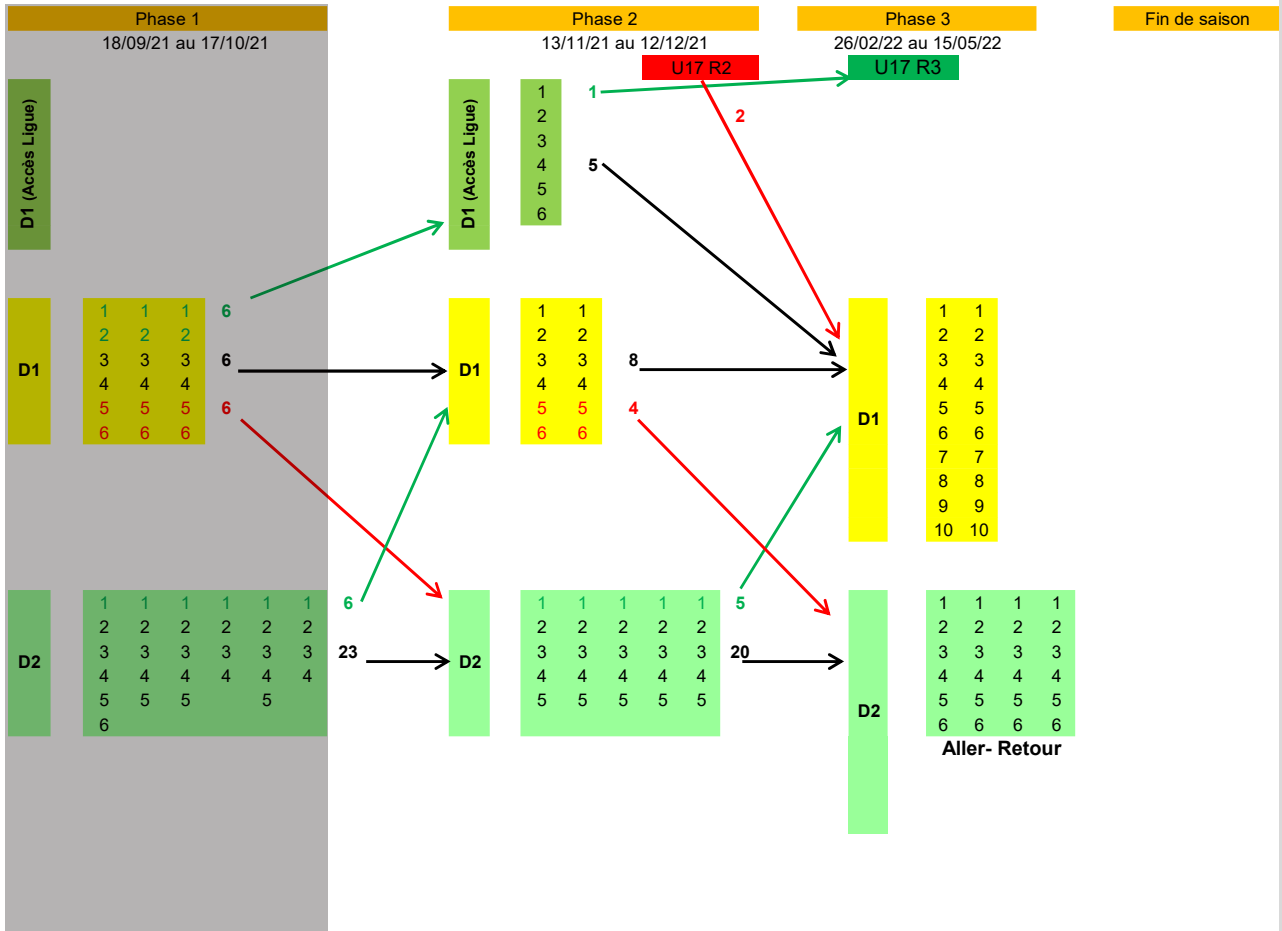 Phase 1 Phase 2 Phase 3 Fin de saison
18/09/21 au 17/10/21 13/11/21 au 12/12/21 26/02/22 au 15/05/22
U17 R2 U17 R3
D1 (Accès Ligue) D1 (Accès Ligue)
1 1
2 2
3
4 5
5
6
1 1 1 6 1 1 1 1
2 2 2 2 2 2 2
D1 3 3 3 6 D1 3 3 8 3 3
4 4 4 4 4 4 4
5 5 5 6 5 5 4 D1 5 5
6 6 6 6 6 6 6
7 7
8 8
9 9
10 10
1 1 1 1 1 1 6 1 1 1 1 1 5 1 1 1 1
2 2 2 2 2 2 2 2 2 2 2 2 2 2 2
D2 3 3 3 3 3 3 23 D2 3 3 3 3 3 20 3 3 3 3
4 4 4 4 4 4 4 4 4 4 4 4 4 4 4
5 5 5 5 5 5 5 5 5 D2 5 5 5 5
6 6 6 6 6
Aller- Retour